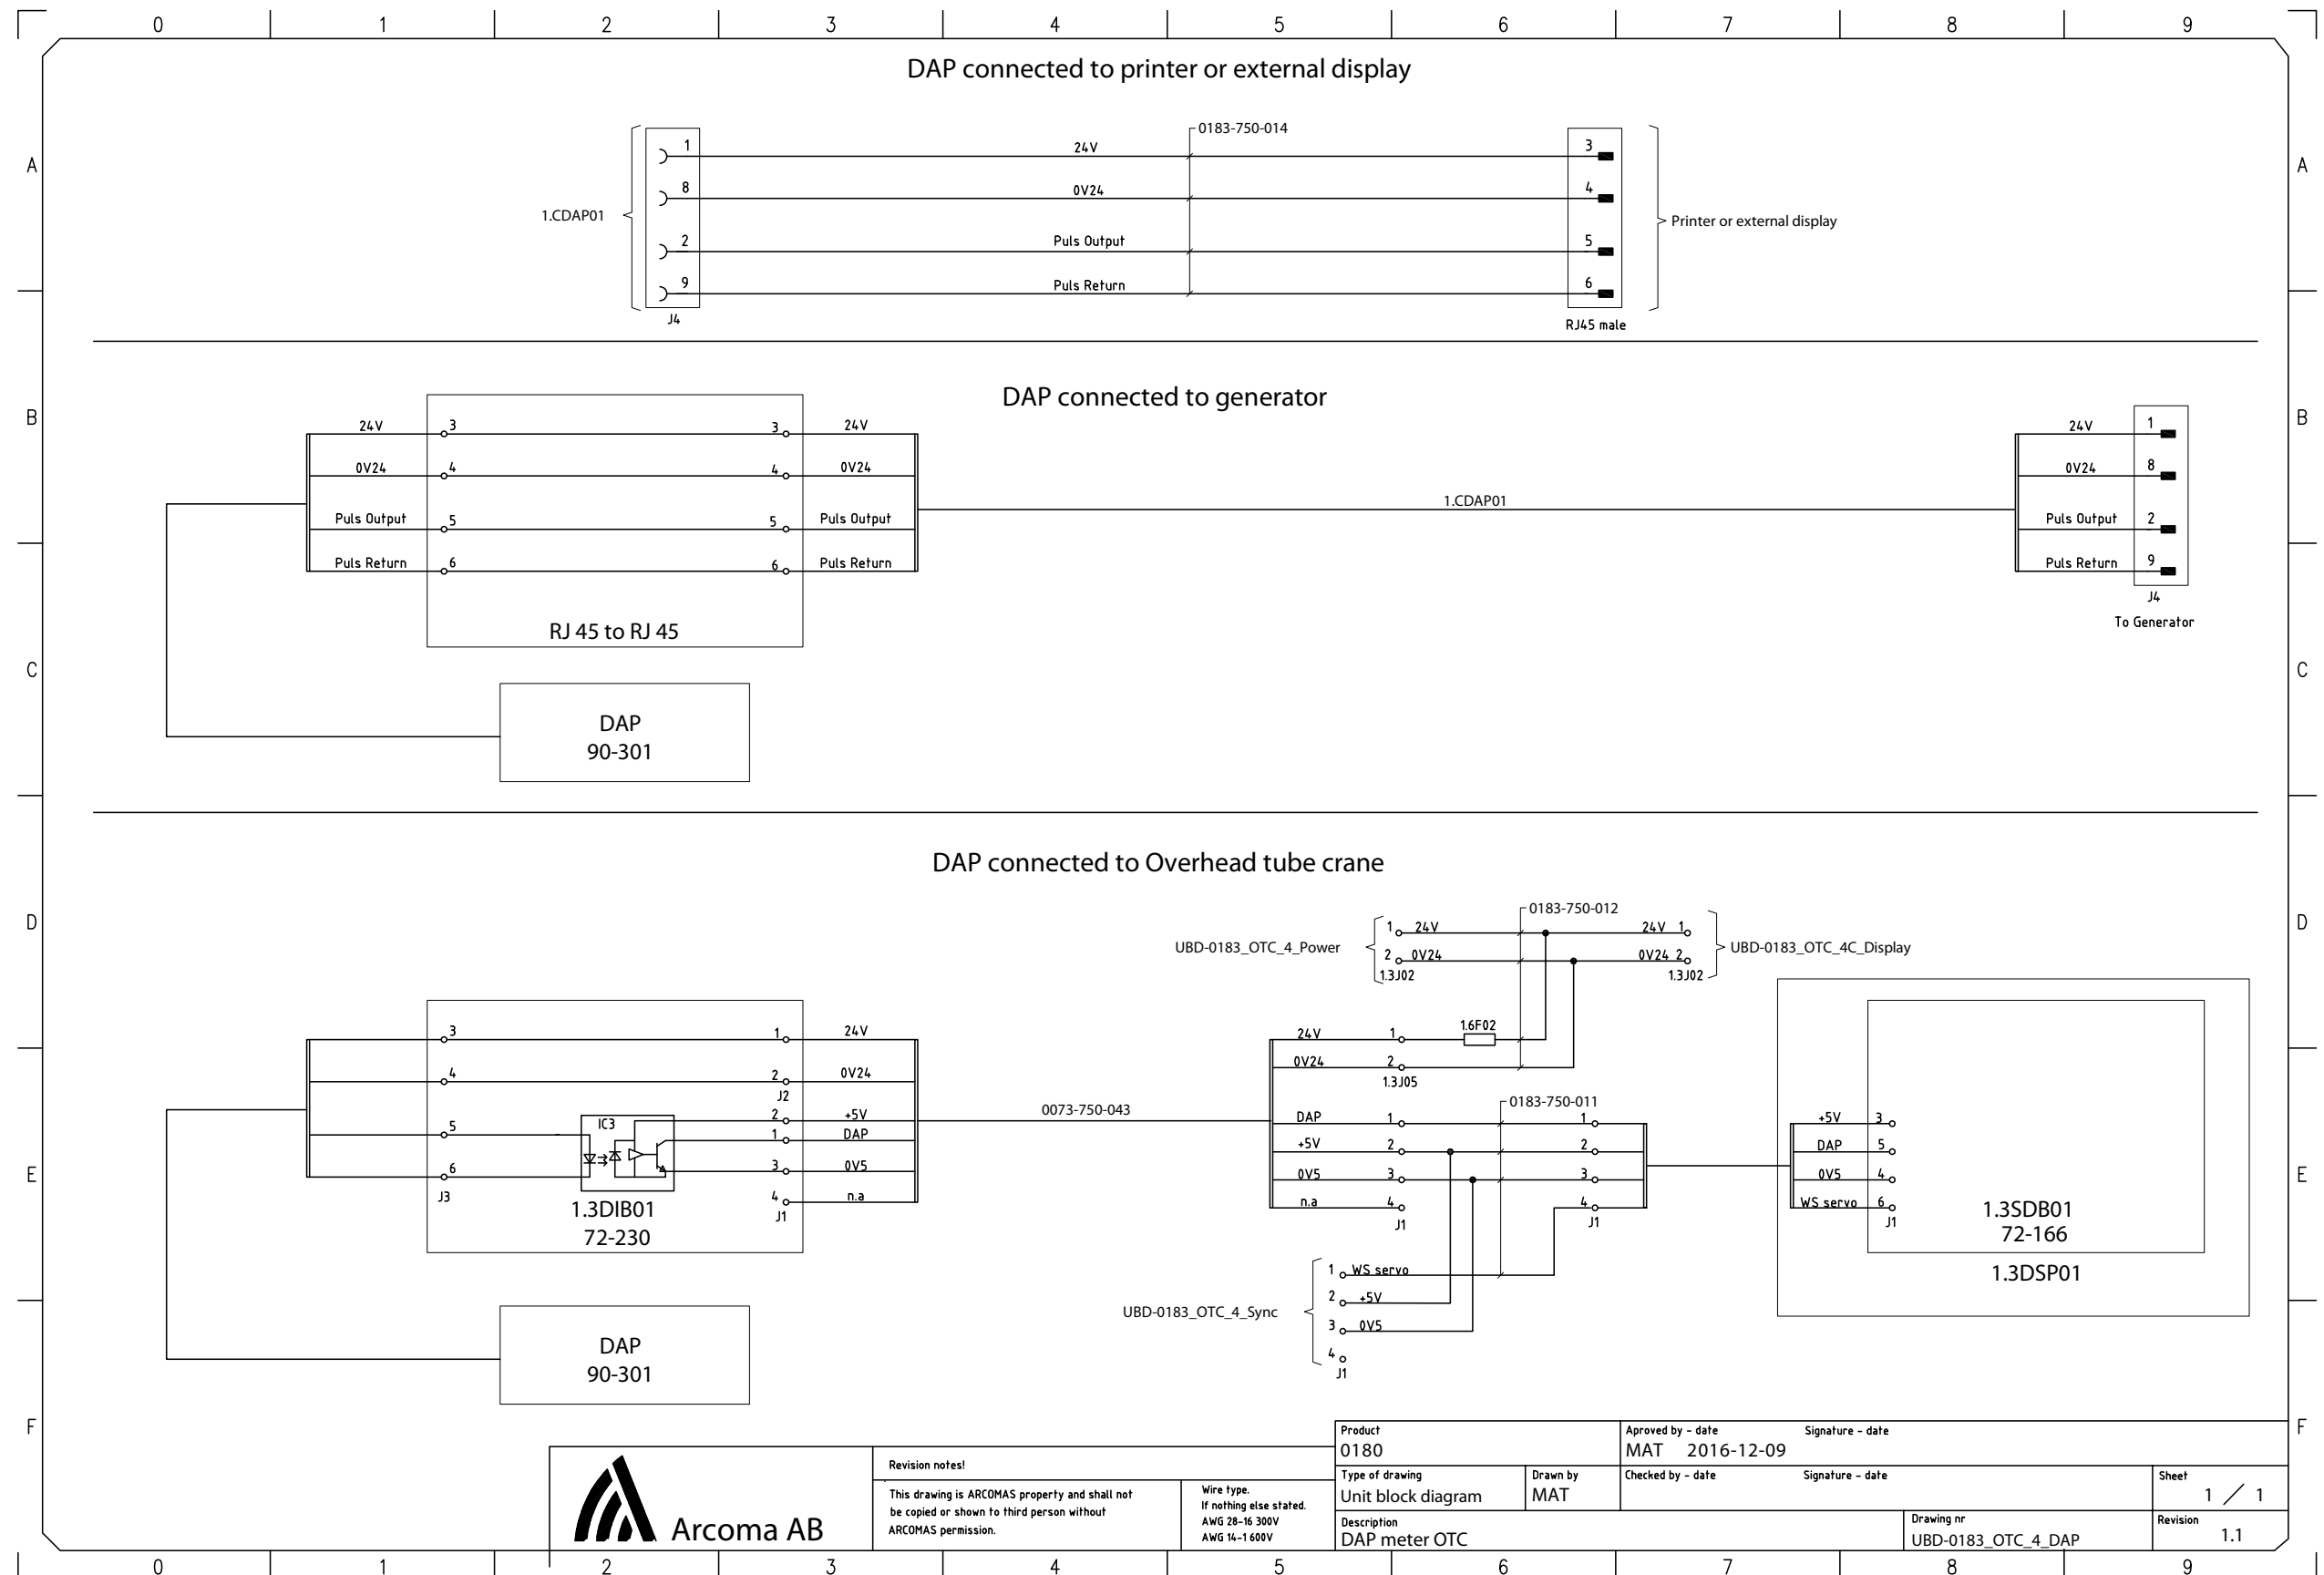 0 1 2 3 4 5 6 7 8 9
DAP connected to printer or external display
0183-750-014
A A
1 24V 3
8 0V24 4
1.CDAP01 Printer or external display
2 Puls Output 5
9 Puls Return 6
J4 RJ45 male
DAP connected to generator
B B
24V 3 3 24V 24V 1
0V24 4 4 0V24 0V24 8
1.CDAP01
Puls Output 5 5 Puls Output Puls Output 2
Puls Return 6 6 Puls Return Puls Return 9
J4
To Generator
RJ 45 to RJ 45
C C
DAP
90-301
DAP connected to Overhead tube crane
D D
0183-750-012
1 24V 24V 1
UBD-0183_OTC_4_Power UBD-0183_OTC_4C_Display
2 0V24 0V24 2
1.3J02 1.3J02
3 1 24V 24V 1 1.6F02
4 2 0V24 0V24 2
J2 1.3J05
0073-750-043 0183-750-011
IC3 2 +5V DAP 1 1 +5V 3
5 1 DAP +5V 2 2 DAP 5
6 3 0V5 0V5 3 3 0V5 4
E E
J3 4 n.a n.a 4 4 WS servo 6
J1 J1 J1 J1
1.3DIB01 1.3SDB01
72-230 72-166
1.3DSP01
1 WS servo
2 +5V
UBD-0183_OTC_4_Sync
3 0V5
4
J1
DAP
90-301
F F
Product
0180
Aproved by - date Signature - date
MAT 2016-12-09
Revision notes!
Type of drawing
Unit block diagram
Drawn by
MAT
Checked by - date Signature - date
Sheet
1 / 1
Arcoma AB
This drawing is ARCOMAS property and shall not
be copied or shown to third person without
ARCOMAS permission.
Wire type.
If nothing else stated.
AWG 28-16 300V
AWG 14-1 600V
Description
DAP meter OTC
Drawing nr
UBD-0183_OTC_4_DAP
Revision
1.1
0 1 2 3 4 5 6 7 8 9